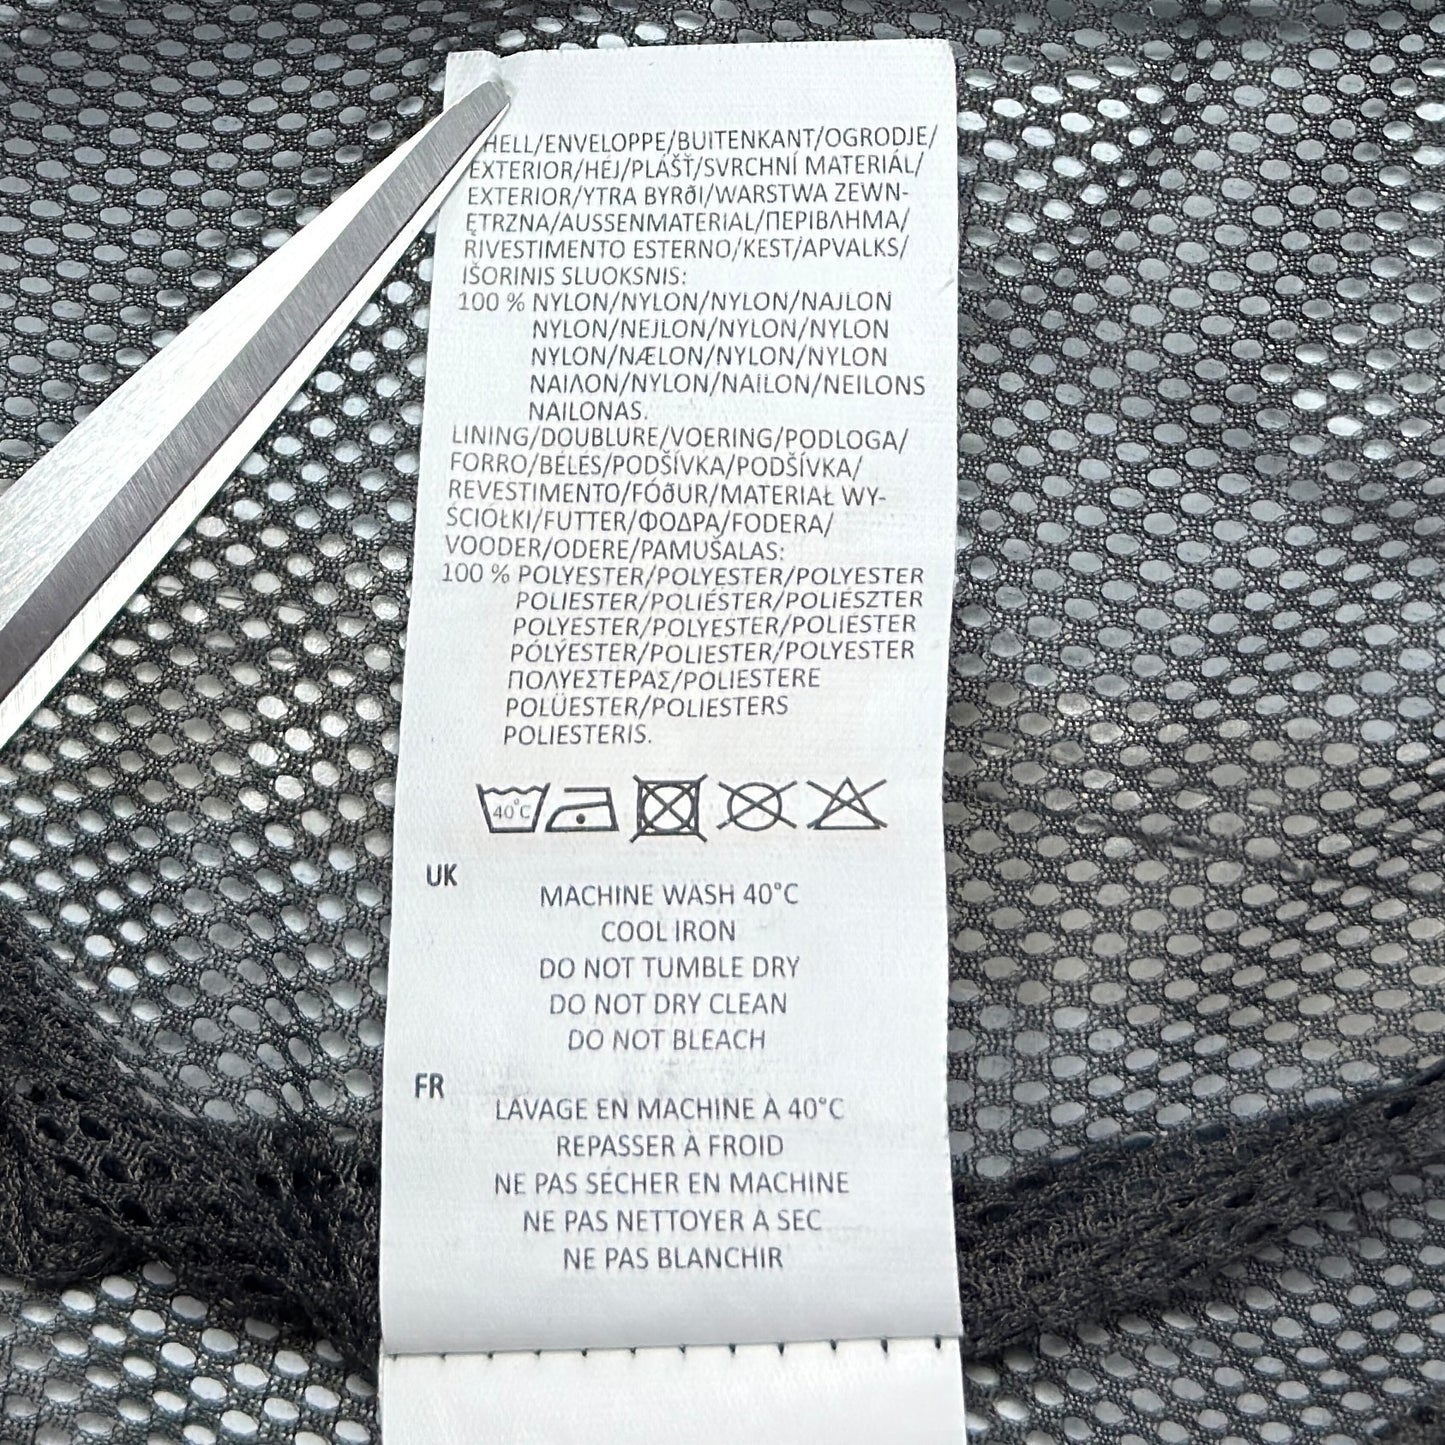 HELL/ENVELOPPE/BUITENKANT/OGRODJE/
EXTERIOR/HÉJ/PLÁŠŤ/SVRCHNÍ MATERIÁL/
EXTERIOR/YTRA BYRðI/WARSTWA ZEWN-
ĘTRZNA/AUSSENMATERIAL/ΠΕΡΙΒΛΗΜΑ/
RIVESTIMENTO ESTERNO/KEST/APVALKS/
IŠORINIS SLUOKSNIS:
100 % NYLON/NYLON/NYLON/NAJLON
NYLON/NEJLON/NYLON/NYLON
NYLON/NÆLON/NYLON/NYLON
ΝΑΙΛΟΝ/NYLON/NAILON/NEILONS
NAILONAS.
LINING/DOUBLURE/VOERING/PODLOGA/
FORRO/BÉLÉS/PODŠÍVKA/PODŠÍVKA/
REVESTIMENTO/FÓðUR/MATERIAŁ WY-
ŚCIÓŁKI/FUTTER/ΦΟΔΡΑ/FODERA/
VOODER/ODERE/PAMUŠALAS:
100 % POLYESTER/POLYESTER/POLYESTER
POLIESTER/POLIÉSTER/POLIÉSZTER
POLYESTER/POLYESTER/POLIÉSTER
PÓLÝESTER/POLIESTER/POLYESTER
ΠΟΛΥΕΣΤΕΡΑΣ/POLIESTERE
POLÜESTER/POLIESTERS
POLIESTERIS.
40°C
UK
MACHINE WASH 40°C
COOL IRON
DO NOT TUMBLE DRY
DO NOT DRY CLEAN
DO NOT BLEACH
FR
LAVAGE EN MACHINE À 40°C
REPASSER À FROID
NE PAS SÉCHER EN MACHINE
NE PAS NETTOYER À SEC
NE PAS BLANCHIR